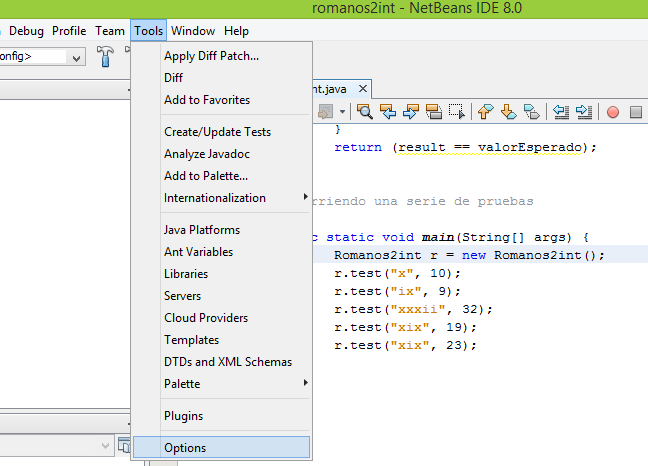 romanos2int - NetBeans IDE 8.0
Debug Profile Team Tools Window Help
onfig>
Apply Diff Patch...
Diff
Add to Favorites
Create/Update Tests
Analyze Javadoc
Add to Palette...
Internationalization
Java Platforms
Ant Variables
Libraries
Servers
Cloud Providers
Templates
DTDs and XML Schemas
Palette
Plugins
Options
nt.java
}
return (result == valorEsperado);
rriendo una serie de pruebas
c static void main(String[] args) {
Romanos2int r = new Romanos2int();
r.test("x", 10);
r.test("ix", 9);
r.test("xxxii", 32);
r.test("xix", 19);
r.test("xix", 23);